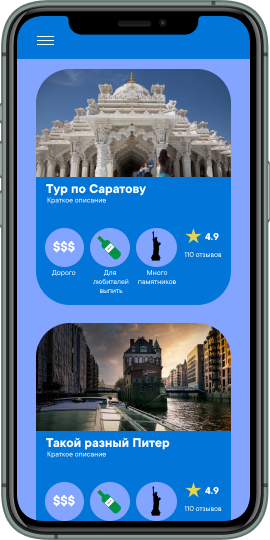 Тур по Саратову
Краткое описание
$$$
4.9
110 отзывов
Дорого
Для любителей выпить
Много памятников
Такой разный Питер
Краткое описание
$$$
4.9
110 отзывов